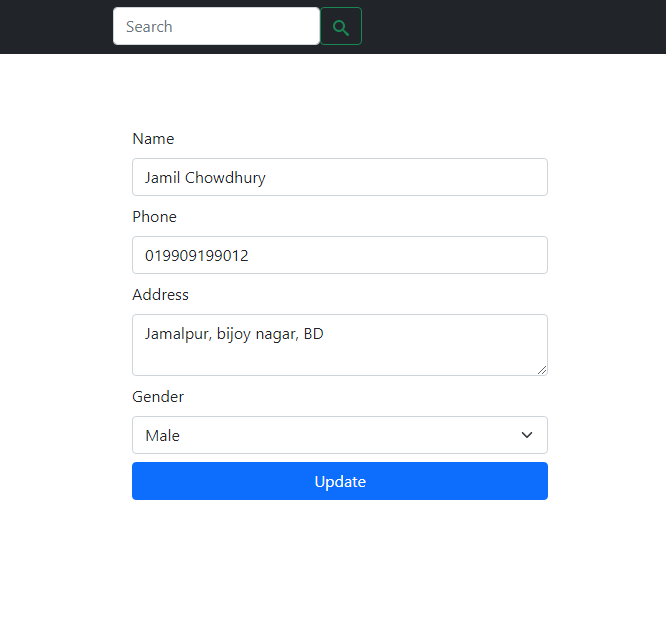 Search
Name
Jamil Chowdhury
Phone
019909199012
Address
Jamalpur, bijoy nagar, BD
Gender
Male
Update